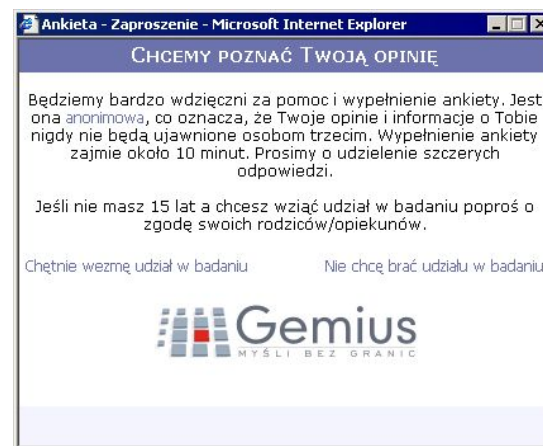 Ankieta - Zaproszenie - Microsoft Internet Explorer
CHCEMY POZNAĆ TWOJĄ OPINIĘ
Będziemy bardzo wdzięczni za pomoc i wypełnienie ankiety. Jest
ona anonimowa, co oznacza, że Twoje opinie i informacje o Tobie
nigdy nie będą ujawnione osobom trzecim. Wypełnienie ankiety
zajmie około 10 minut. Prosimy o udzielenie szczerych
odpowiedzi.
Jeśli nie masz 15 lat a chcesz wziąć udział w badaniu poproś o
zgodę swoich rodziców/opiekunów.
Chętnie wezmę udział w badaniu
Nie chcę brać udziału w badaniu
Gemius
MYŚLI BEZ GRANIC